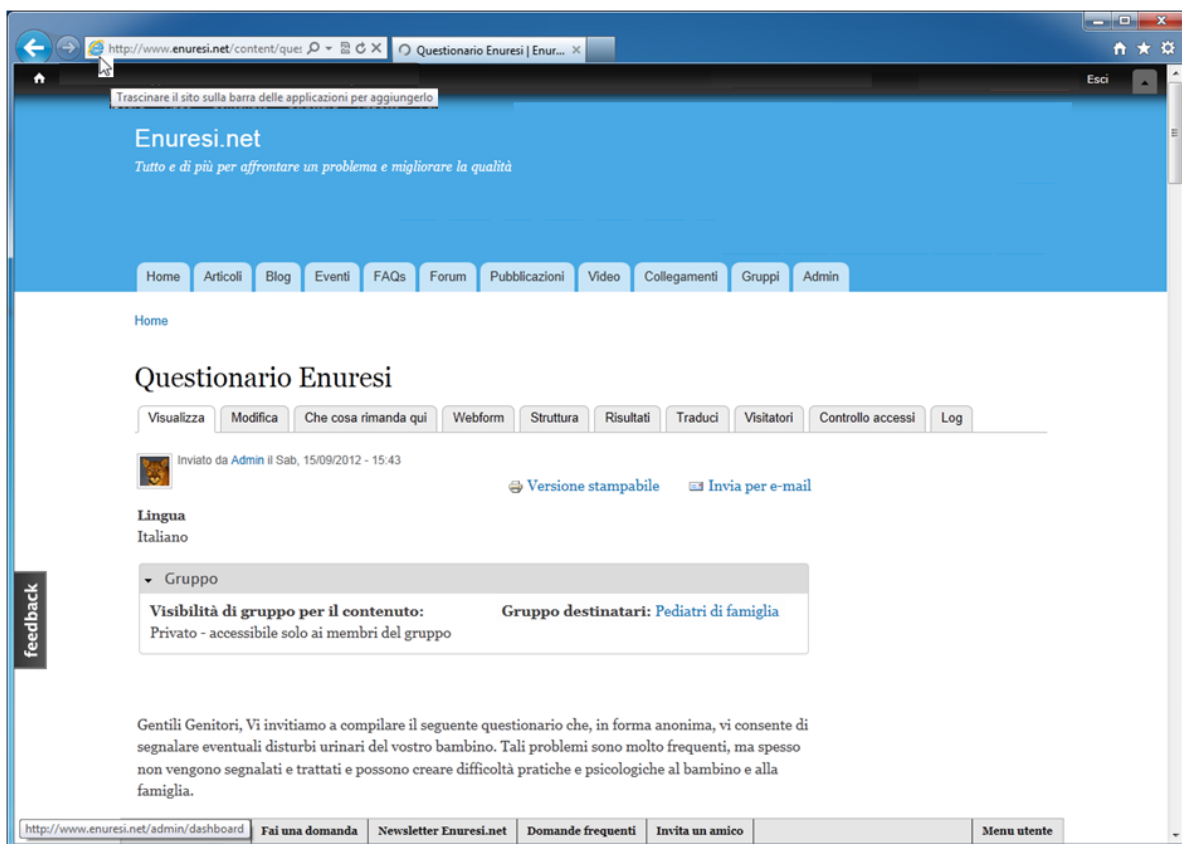 http://www.enuresi.net/content/que:
Questionario Enuresi | Enur...
Esci
Trascinare il sito sulla barra delle applicazioni per aggiungerlo
Enuresi.net
Tutto e di più per affrontare un problema e migliorare la qualità
Home Articoli Blog Eventi FAQs Forum Pubblicazioni Video Collegamenti Gruppi Admin
Home
Questionario Enuresi
Visualizza Modifica Che cosa rimanda qui Webform Struttura Risultati Traduci Visitatori Controllo accessi Log
Inviato da Admin il Sab, 15/09/2012 - 15:43
Versione stampabile Invia per e-mail
Lingua
Italiano
Gruppo
Visibilità di gruppo per il contenuto: Gruppo destinatari: Pediatri di famiglia
Privato - accessibile solo ai membri del gruppo
feedback
Gentili Genitori, Vi invitiamo a compilare il seguente questionario che, in forma anonima, vi consente di
segnalare eventuali disturbi urinari del vostro bambino. Tali problemi sono molto frequenti, ma spesso
non vengono segnalati e trattati e possono creare difficoltà pratiche e psicologiche al bambino e alla
famiglia.
http://www.enuresi.net/admin/dashboard Fai una domanda Newsletter Enuresi.net Domande frequenti Invita un amico Menu utente